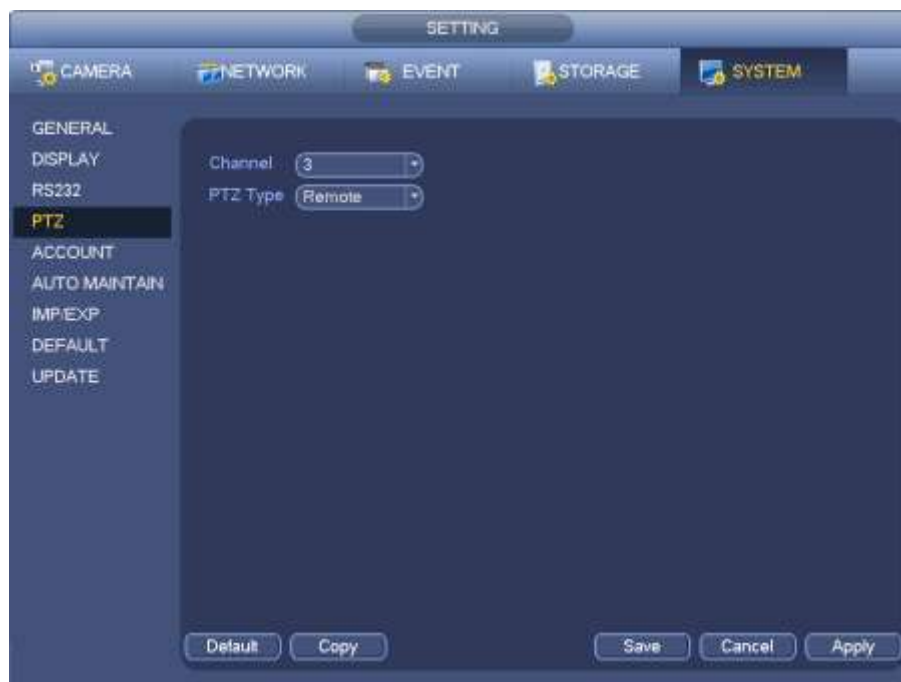 SETTING
CAMERA NETWORK EVENT STORAGE SYSTEM
GENERAL
DISPLAY
RS232
PTZ
ACCOUNT
AUTO MAINTAIN
IMP/EXP
DEFAULT
UPDATE
Channel 3
PTZ Type Remote
Default Copy Save Cancel Apply